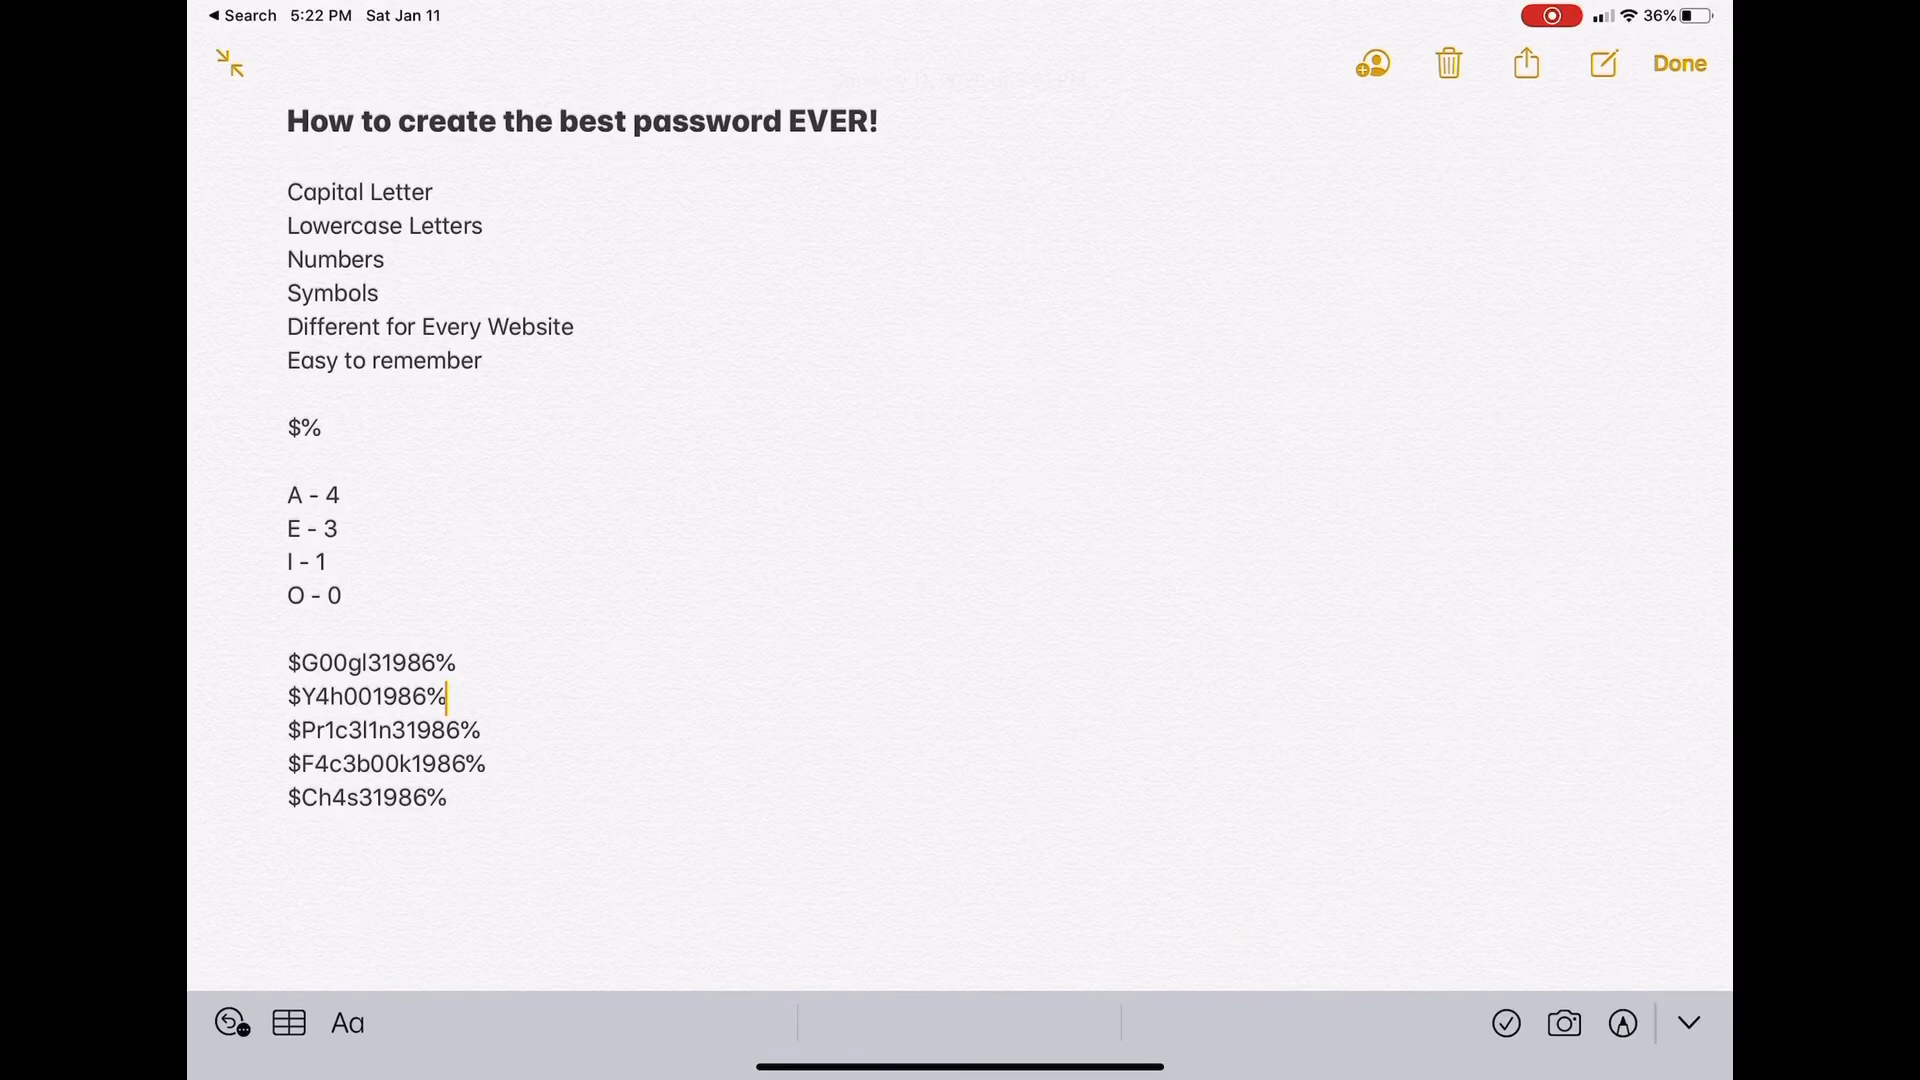 Search 5:22 PM Sat Jan 11 36%
Done
How to create the best password EVER!
Capital Letter
Lowercase Letters
Numbers
Symbols
Different for Every Website
Easy to remember
$%
A - 4
E - 3
I - 1
O - 0
$G00gl31986%
$Y4h001986%
$Pr1c3l1n31986%
$F4c3b00k1986%
$Ch4s31986%
Aa